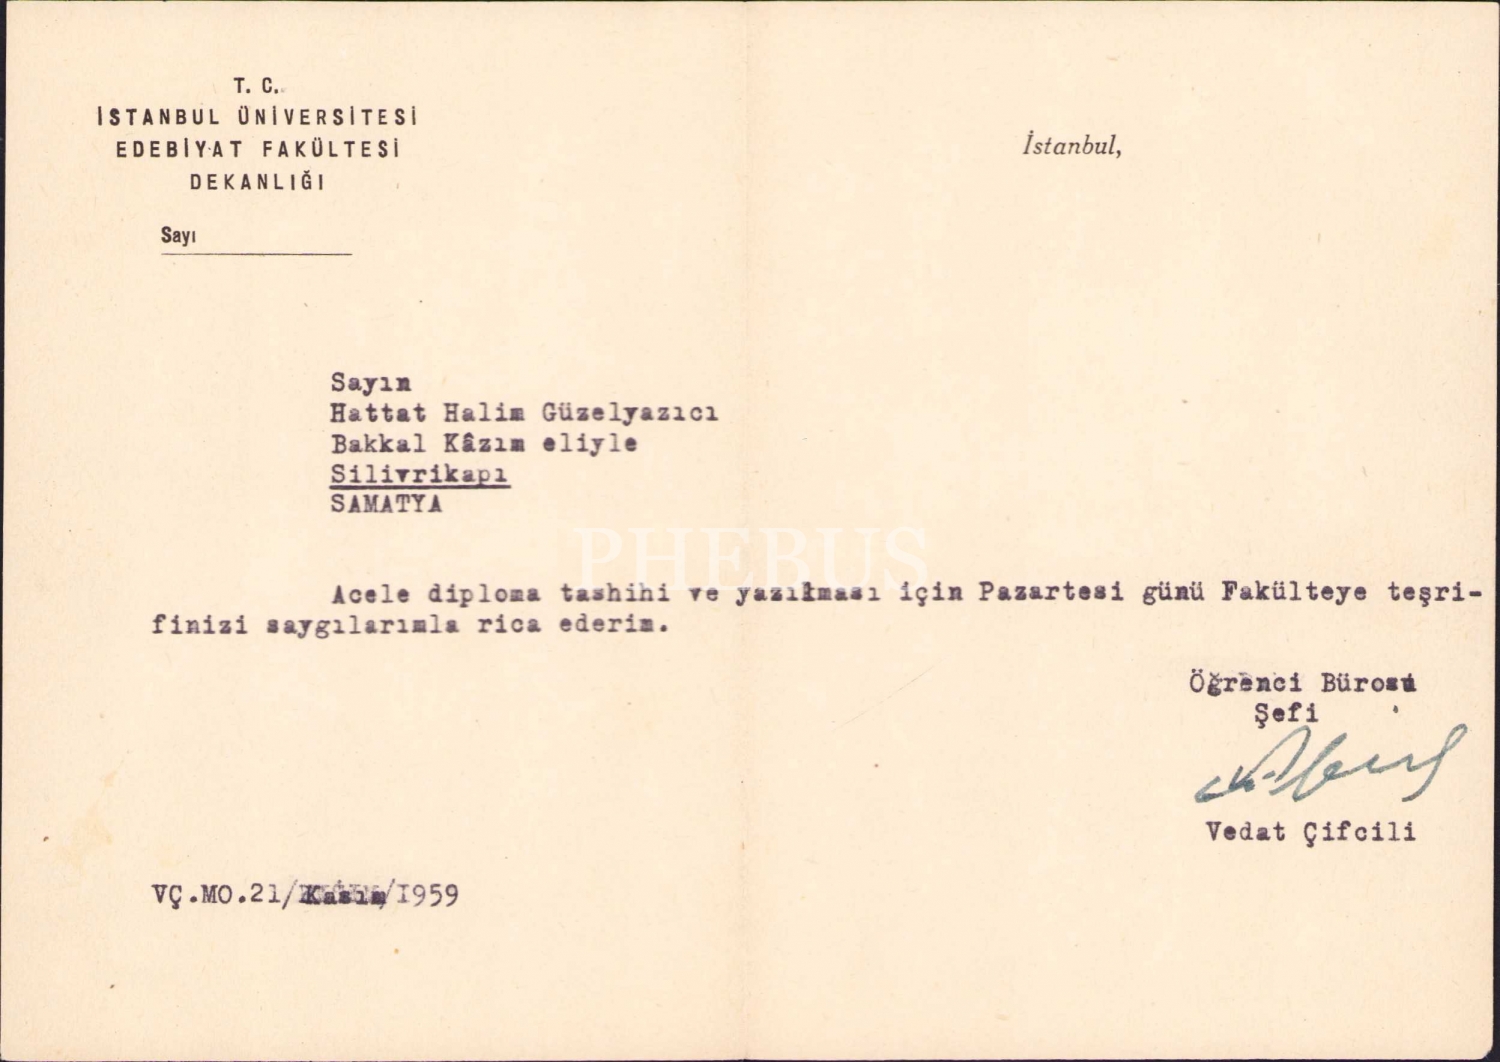 T. C.
İSTANBUL ÜNİVERSİTESİ
EDEBİYAT FAKÜLTESİ
DEKANLIĞI
Sayı
İstanbul,
Sayın
Hattat Halim Güzelyazıcı
Bakkal Kâzım eliyle
Silivrikapı
SAMATYA
PHEBUS
Acele diploma tashihi ve yazılması için Pazartesi günü Fakülteye teşri-
finizi saygılarımla rica ederim.
Öğrenci Bürosu
Şefi
Vedat Çifcili
VÇ.MO.21/Kasım/I959